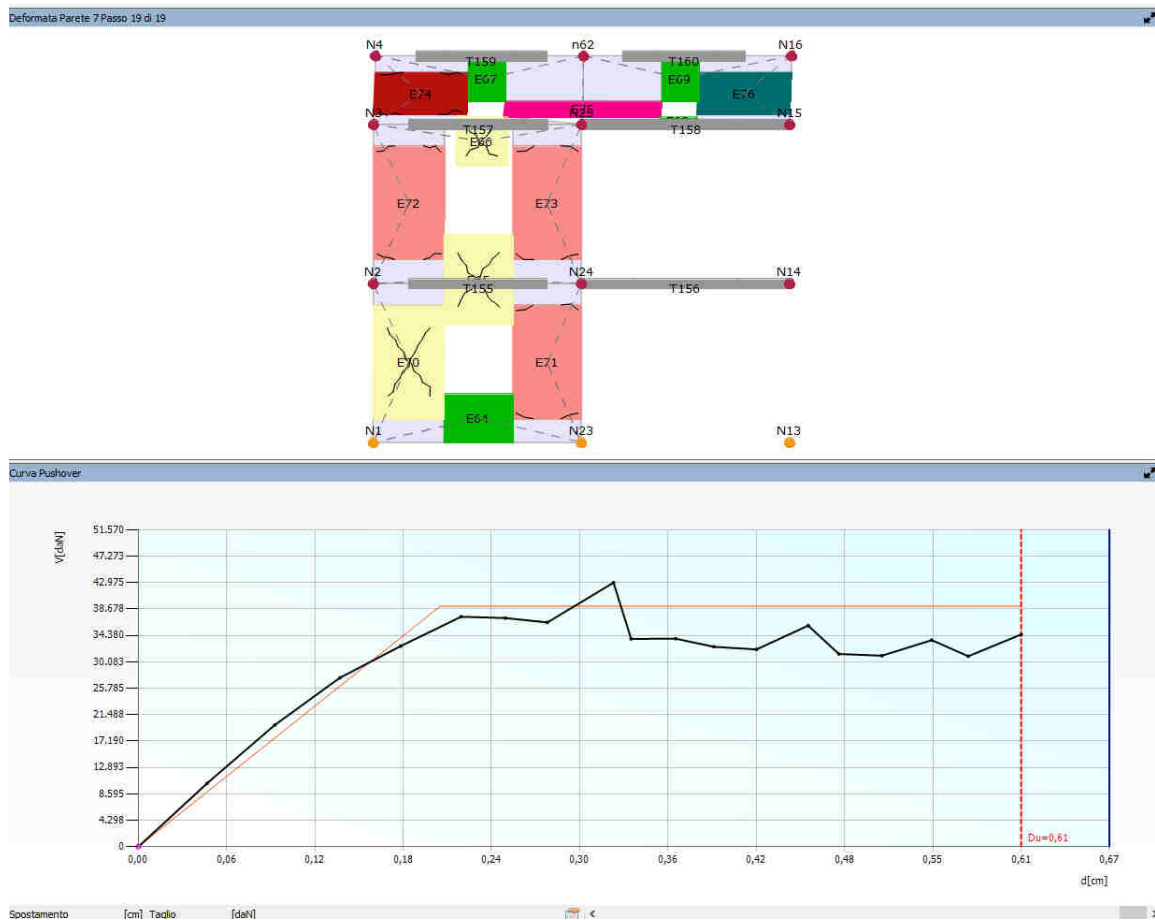 Deformata Parete 7 Passo 19 di 19
N4 n62 N16
T159 T160
E67 E69
E74 E76
N3 N25 N15
T157 T158
E66
E72 E73
N2 N24 N14
T155 T156
E70 E71
E64
N1 N23 N13
Curva Pushover
V[daN]
51.570
47.273
42.975
38.678
34.380
30.083
25.785
21.488
17.190
12.893
8.595
4.298
0
Du=0,61
0,00 0,06 0,12 0,18 0,24 0,30 0,36 0,42 0,48 0,55 0,61 0,67
d[cm]
Spostamento [cm] Taglio [daN]